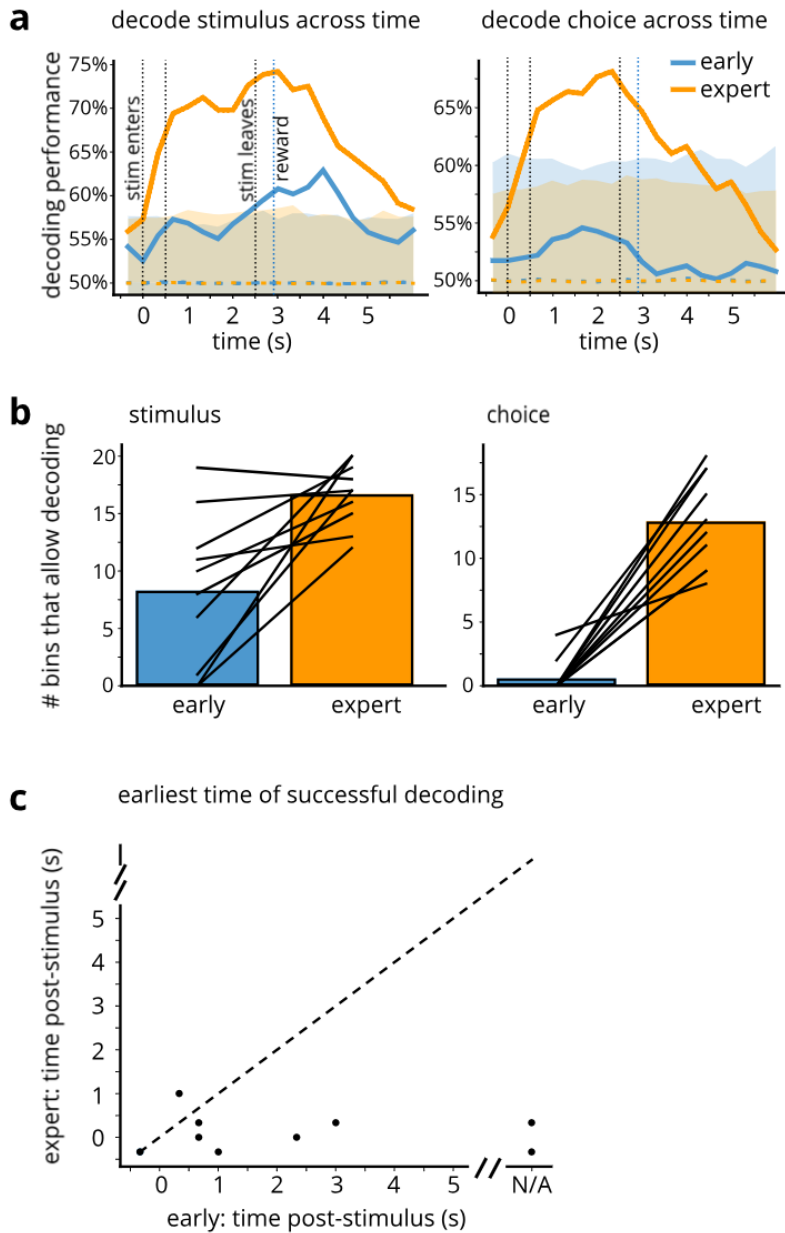 a
decode stimulus across time
decode choice across time
decoding performance
75%
70%
65%
60%
55%
50%
stim enters
stim leaves
reward
0 1 2 3 4 5
time (s)
early
expert
65%
60%
55%
50%
0 1 2 3 4 5
time (s)
b
stimulus
choice
# bins that allow decoding
20
15
10
5
0
early expert
15
10
5
0
early expert
c
earliest time of successful decoding
expert: time post-stimulus (s)
5
4
3
2
1
0
0 1 2 3 4 5 N/A
early: time post-stimulus (s)